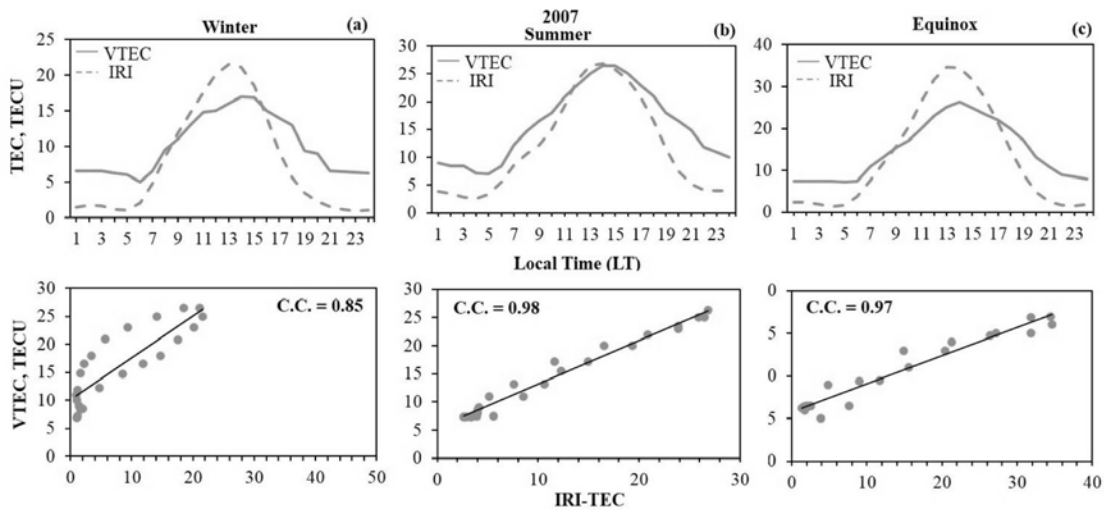 2007
Winter (a)
Summer (b)
Equinox (c)
TEC, TECU
25
20
15
10
5
0
VTEC
IRI
1 3 5 7 9 11 13 15 17 19 21 23
30
25
20
15
10
5
0
VTEC
IRI
1 3 5 7 9 11 13 15 17 19 21 23
40
30
20
10
0
VTEC
IRI
1 3 5 7 9 11 13 15 17 19 21 23
Local Time (LT)
VTEC, TECU
30
25
20
15
10
5
0
C.C. = 0.85
0 10 20 30 40 50
30
25
20
15
10
5
0
C.C. = 0.98
0 10 20 30
0
0
5
0
C.C. = 0.97
0 10 20 30 40
IRI-TEC